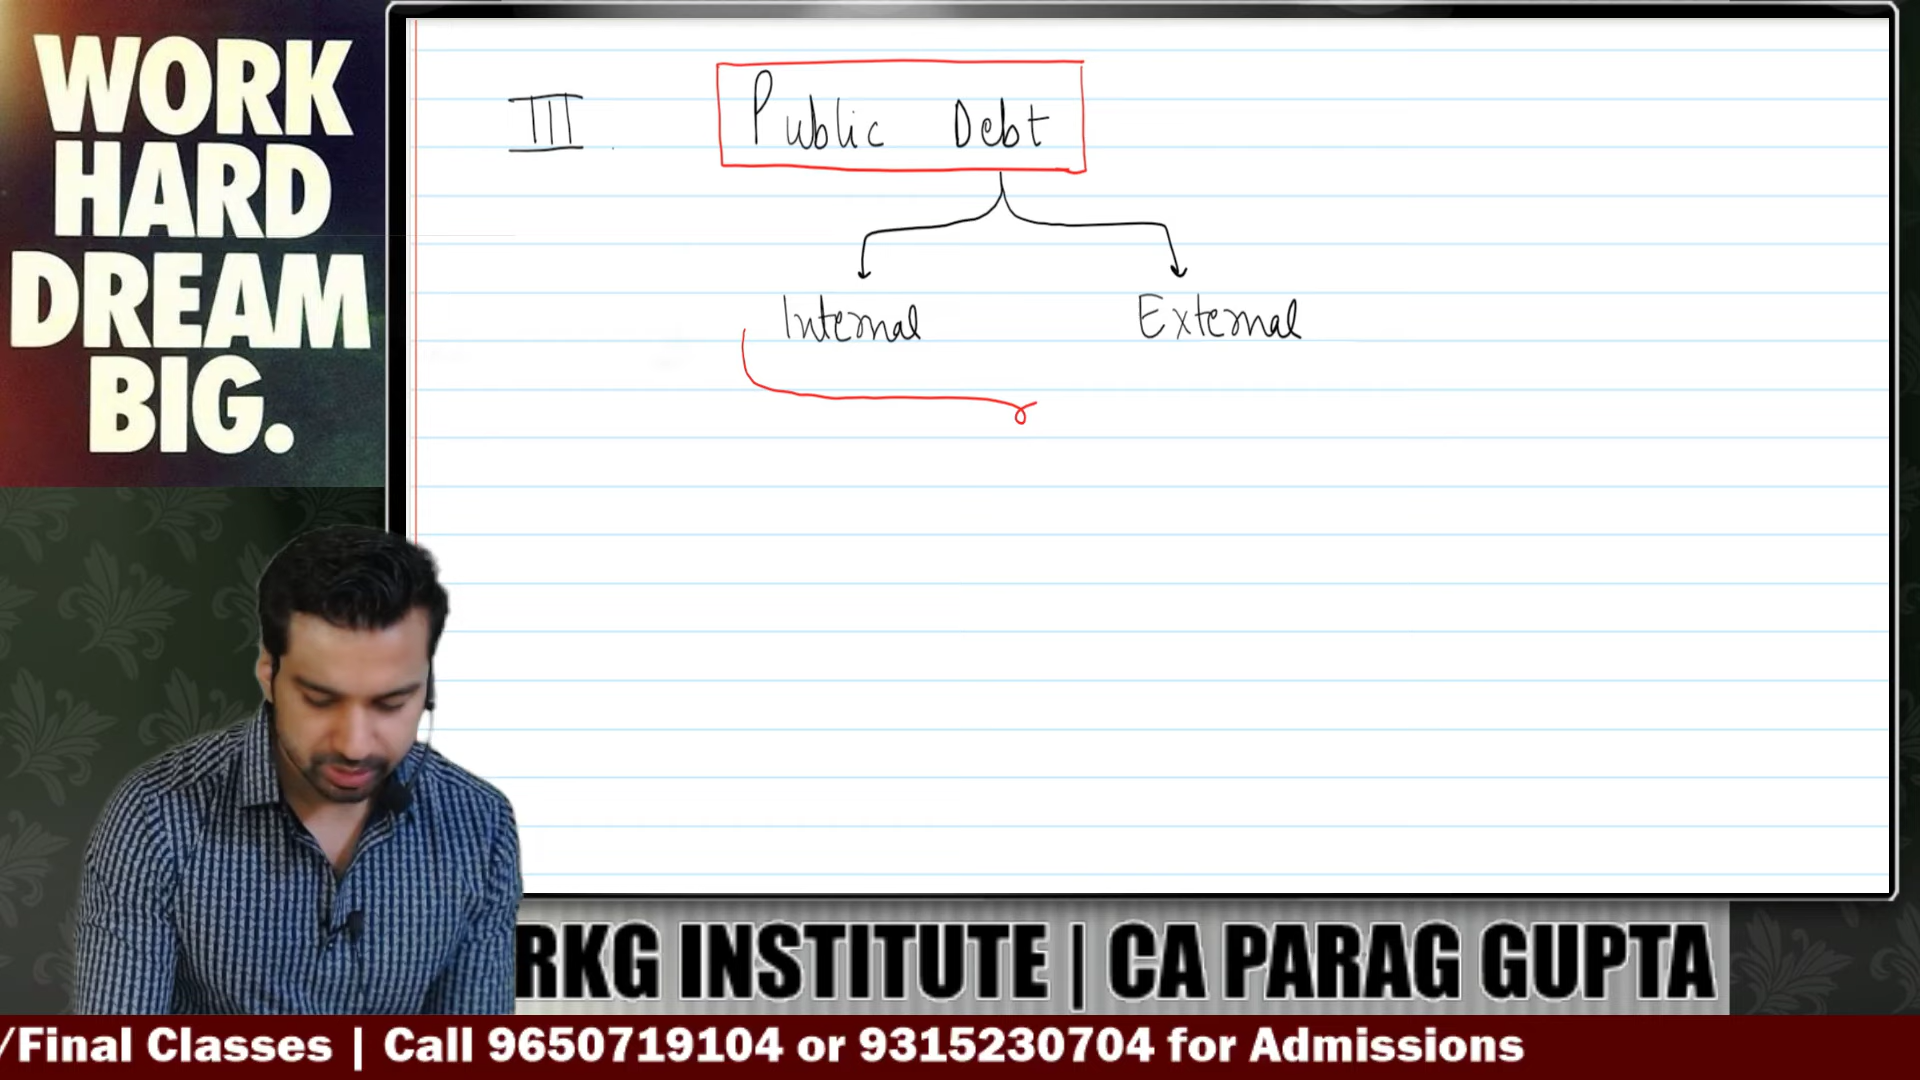 WORK
HARD
DREAM
BIG.
III. Public Debt
Internal External
RKG INSTITUTE | CA PARAG GUPTA
/Final Classes | Call 9650719104 or 9315230704 for Admissions